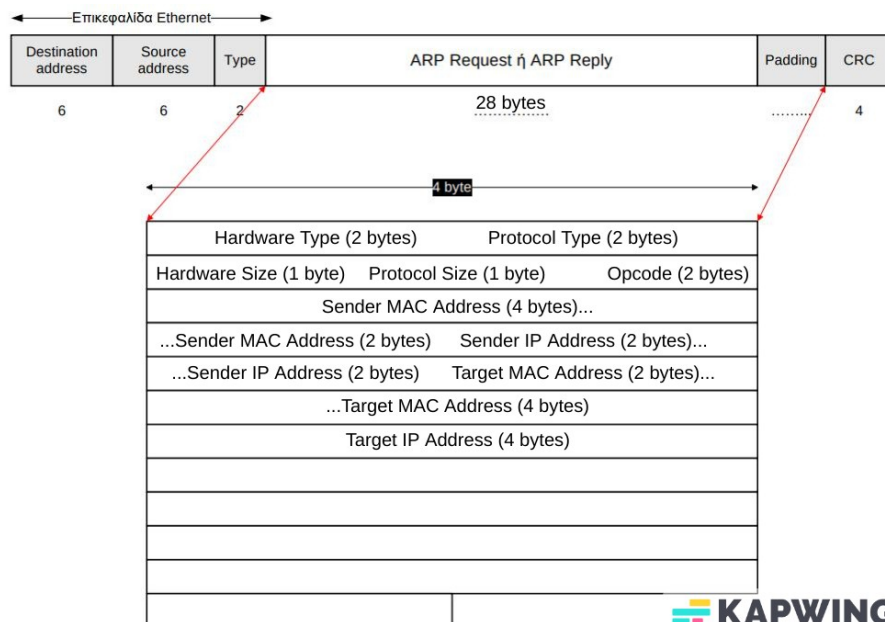 Επικεφαλίδα Ethernet
Destination address Source address Type ARP Request ή ARP Reply Padding CRC
6 6 2 28 bytes ......... 4
4 byte
Hardware Type (2 bytes) Protocol Type (2 bytes)
Hardware Size (1 byte) Protocol Size (1 byte) Opcode (2 bytes)
Sender MAC Address (4 bytes)...
...Sender MAC Address (2 bytes) Sender IP Address (2 bytes)...
...Sender IP Address (2 bytes) Target MAC Address (2 bytes)...
...Target MAC Address (4 bytes)
Target IP Address (4 bytes)
KAPWING